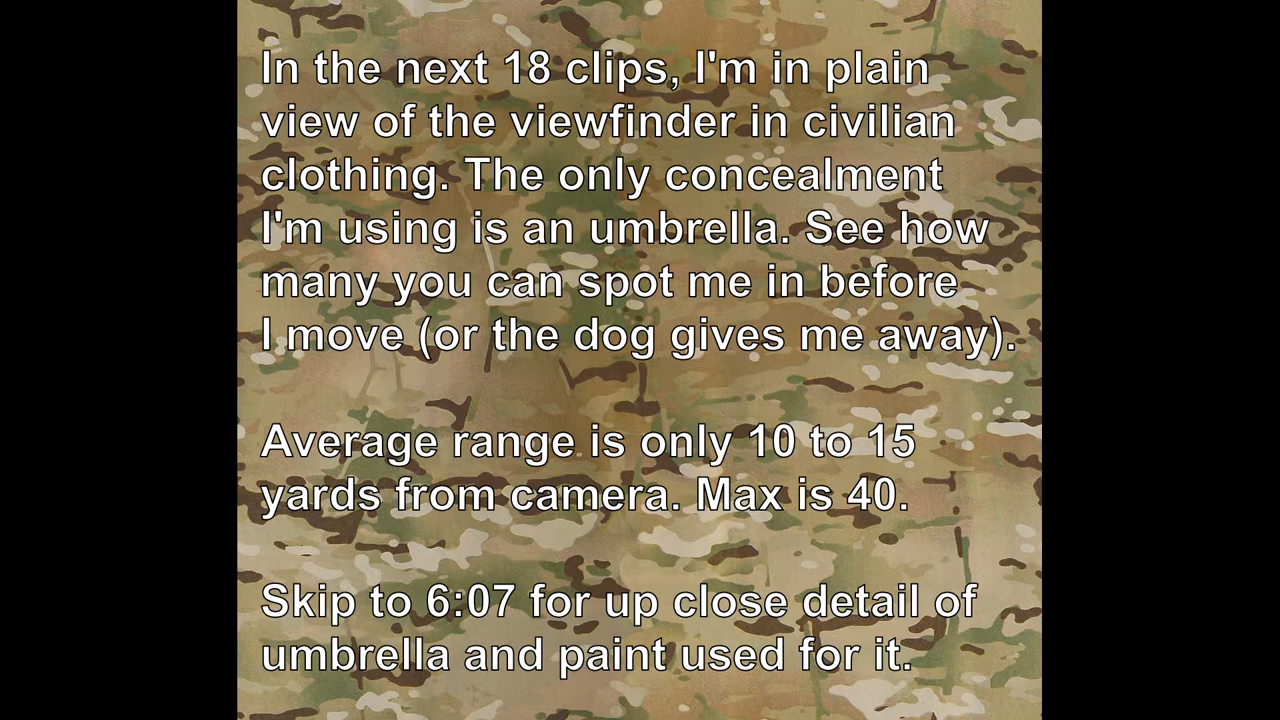 In the next 18 clips, I'm in plain
view of the viewfinder in civilian
clothing. The only concealment
I'm using is an umbrella. See how
many you can spot me in before
I move (or the dog gives me away).
Average range is only 10 to 15
yards from camera. Max is 40.
Skip to 6:07 for up close detail of
umbrella and paint used for it.